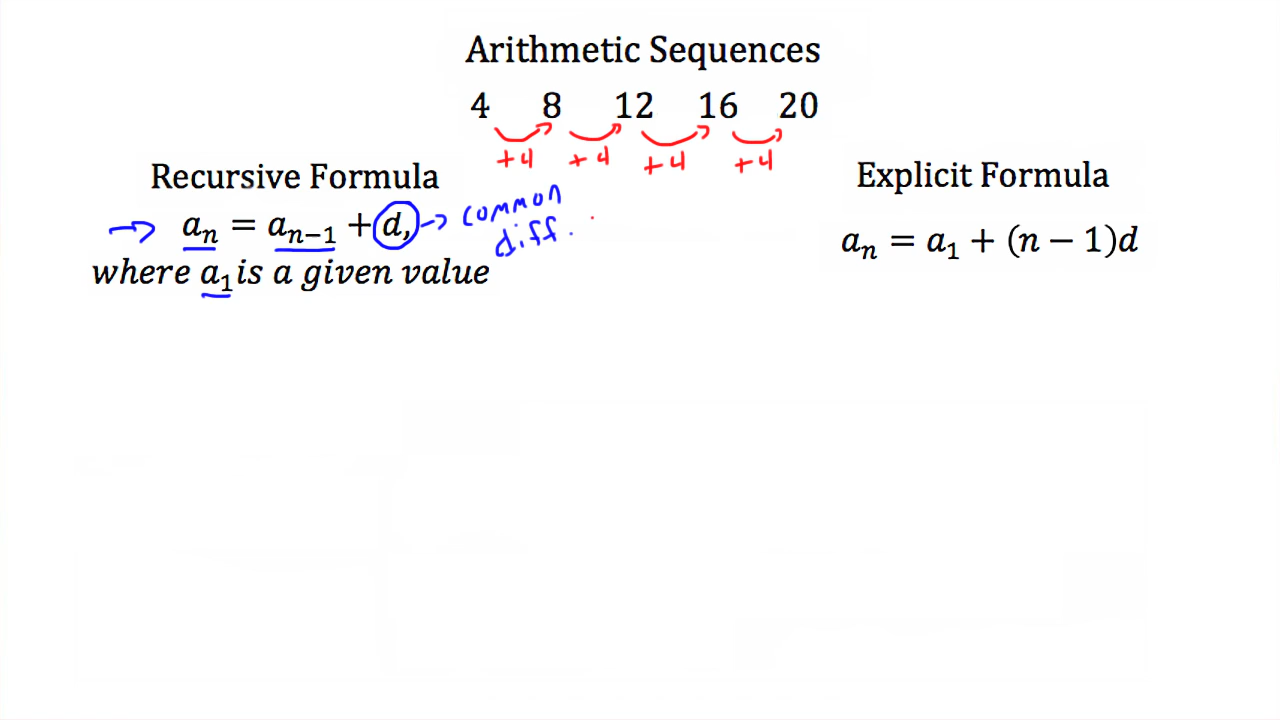 Arithmetic Sequences
4 8 12 16 20
+4 +4 +4 +4
Recursive Formula
aₙ = aₙ₋₁ + d, → common diff.
where a₁ is a given value
Explicit Formula
aₙ = a₁ + (n − 1)d